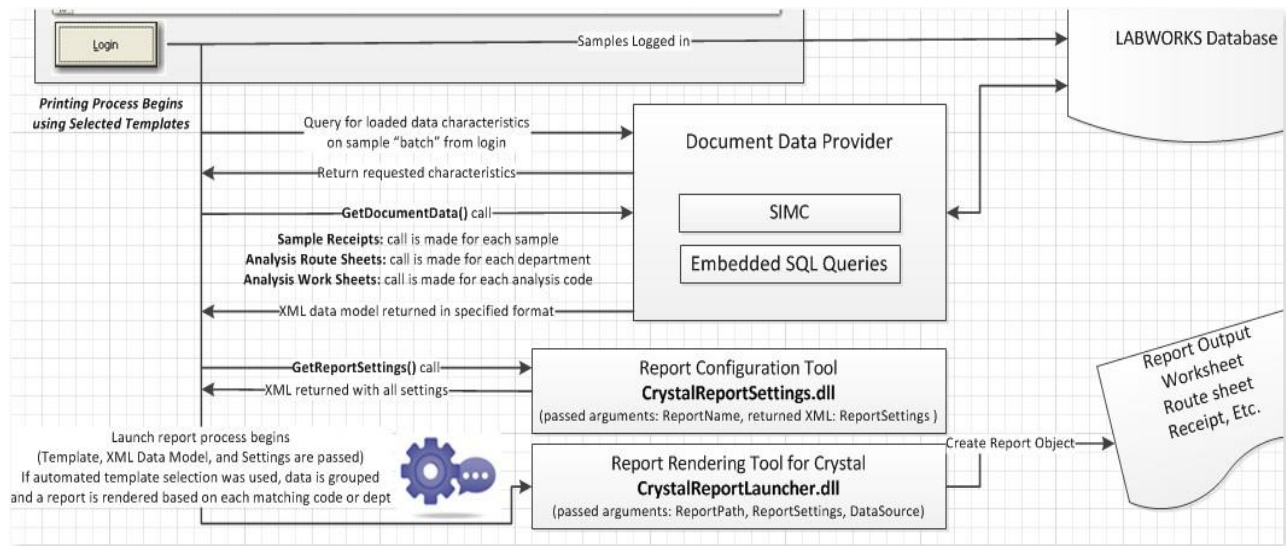 Login
Samples Logged in
LABWORKS Database
Printing Process Begins
using Selected Templates
Query for loaded data characteristics
on sample “batch” from login
Return requested characteristics
Document Data Provider
SIMC
Embedded SQL Queries
GetDocumentData() call
Sample Receipts: call is made for each sample
Analysis Route Sheets: call is made for each department
Analysis Work Sheets: call is made for each analysis code
XML data model returned in specified format
GetReportSettings() call
XML returned with all settings
Report Configuration Tool
CrystalReportSettings.dll
(passed arguments: ReportName, returned XML: ReportSettings )
Launch report process begins
(Template, XML Data Model, and Settings are passed)
If automated template selection was used, data is grouped
and a report is rendered based on each matching code or dept
Report Rendering Tool for Crystal
CrystalReportLauncher.dll
(passed arguments: ReportPath, ReportSettings, DataSource)
Create Report Object
Report Output
Worksheet
Route sheet
Receipt, Etc.